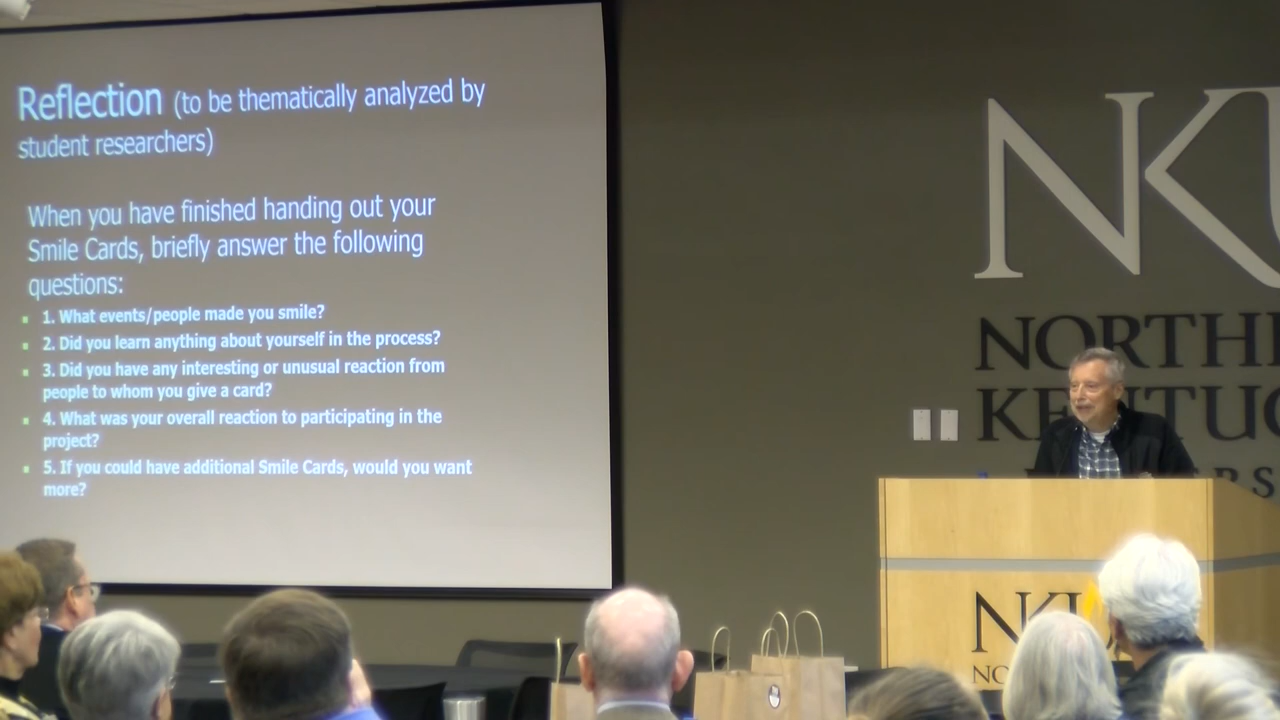 Reflection (to be thematically analyzed by
student researchers)
When you have finished handing out your
Smile Cards, briefly answer the following
questions:
1. What events/people made you smile?
2. Did you learn anything about yourself in the process?
3. Did you have any interesting or unusual reaction from
people to whom you give a card?
4. What was your overall reaction to participating in the
project?
5. If you could have additional Smile Cards, would you want
more?
NKU